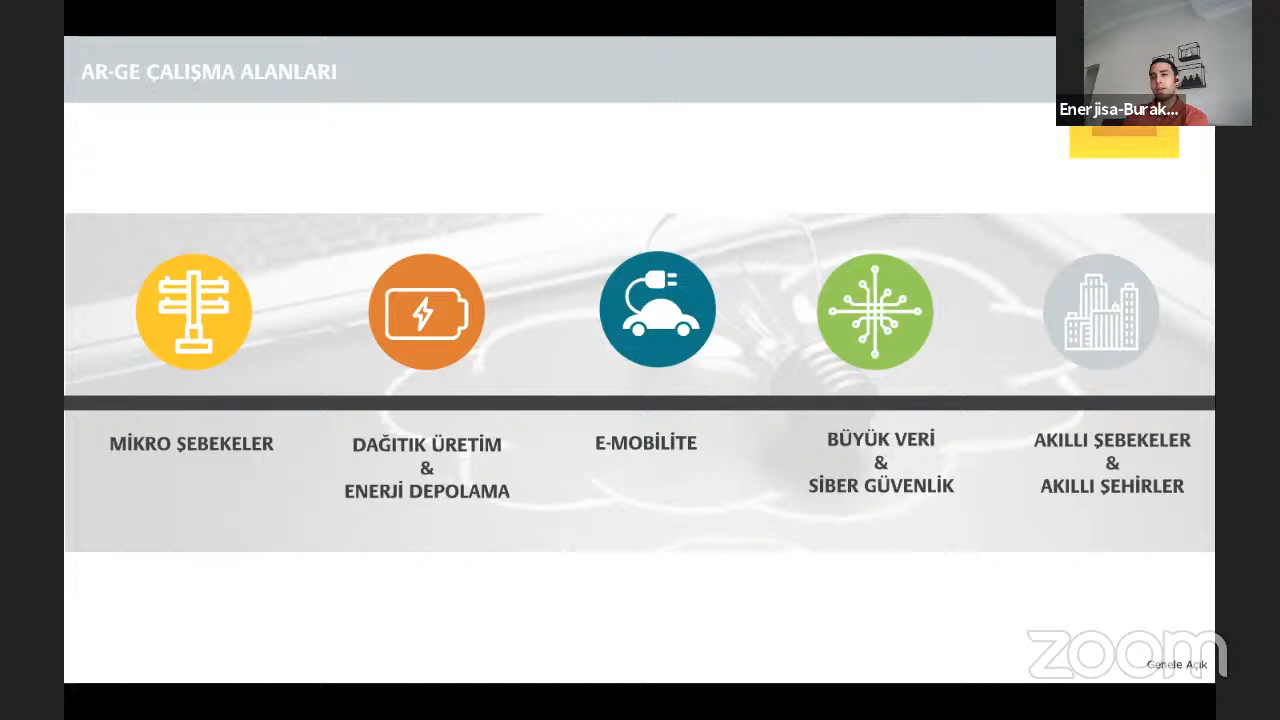 AR-GE ÇALIŞMA ALANLARI
Enerjisa-Burak...
MİKRO ŞEBEKELER
DAĞITIK ÜRETİM
&
ENERJİ DEPOLAMA
E-MOBİLİTE
BÜYÜK VERİ
&
SİBER GÜVENLİK
AKILLI ŞEBEKELER
&
AKILLI ŞEHİRLER
zoom
Genele Açık